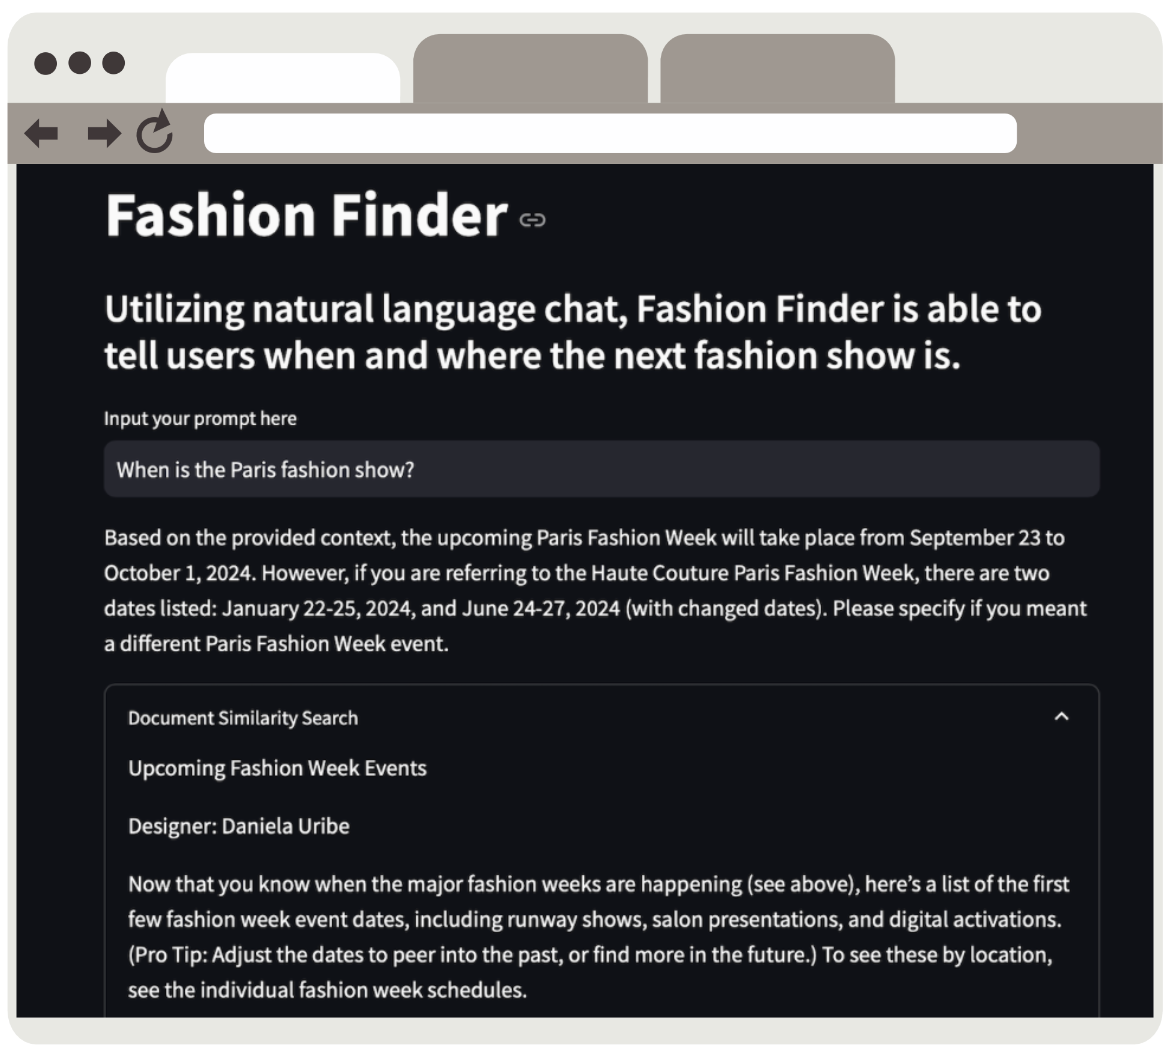 Fashion Finder
Utilizing natural language chat, Fashion Finder is able to
tell users when and where the next fashion show is.
Input your prompt here
When is the Paris fashion show?
Based on the provided context, the upcoming Paris Fashion Week will take place from September 23 to
October 1, 2024. However, if you are referring to the Haute Couture Paris Fashion Week, there are two
dates listed: January 22-25, 2024, and June 24-27, 2024 (with changed dates). Please specify if you meant
a different Paris Fashion Week event.
Document Similarity Search
Upcoming Fashion Week Events
Designer: Daniela Uribe
Now that you know when the major fashion weeks are happening (see above), here’s a list of the first
few fashion week event dates, including runway shows, salon presentations, and digital activations.
(Pro Tip: Adjust the dates to peer into the past, or find more in the future.) To see these by location,
see the individual fashion week schedules.